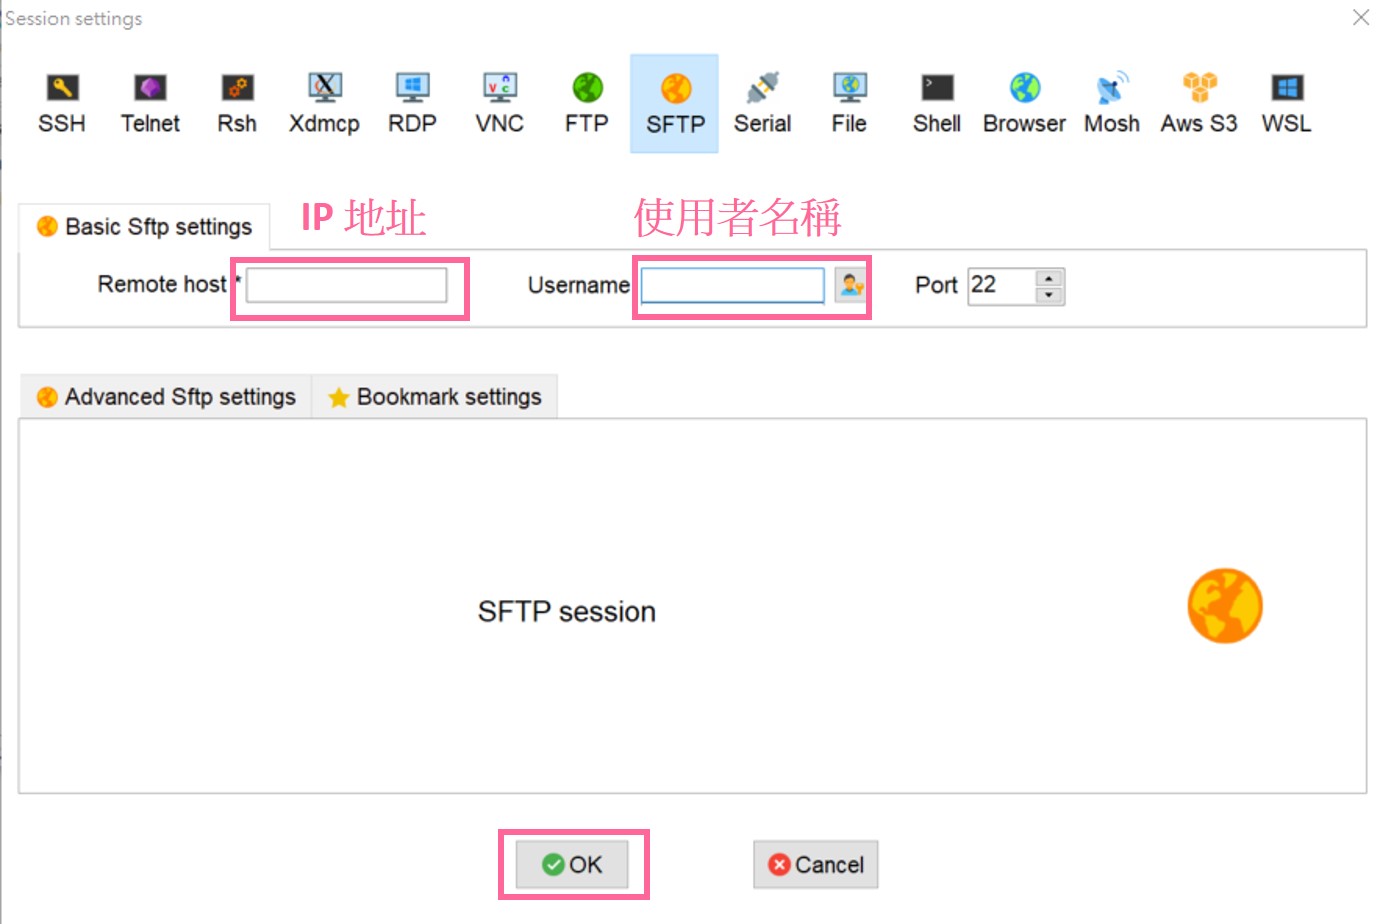 Session settings
SSH Telnet Rsh Xdmcp RDP VNC FTP SFTP Serial File Shell Browser Mosh Aws S3 WSL
IP 地址 使用者名稱
Basic Sftp settings
Remote host * Username Port 22
Advanced Sftp settings Bookmark settings
SFTP session
OK Cancel